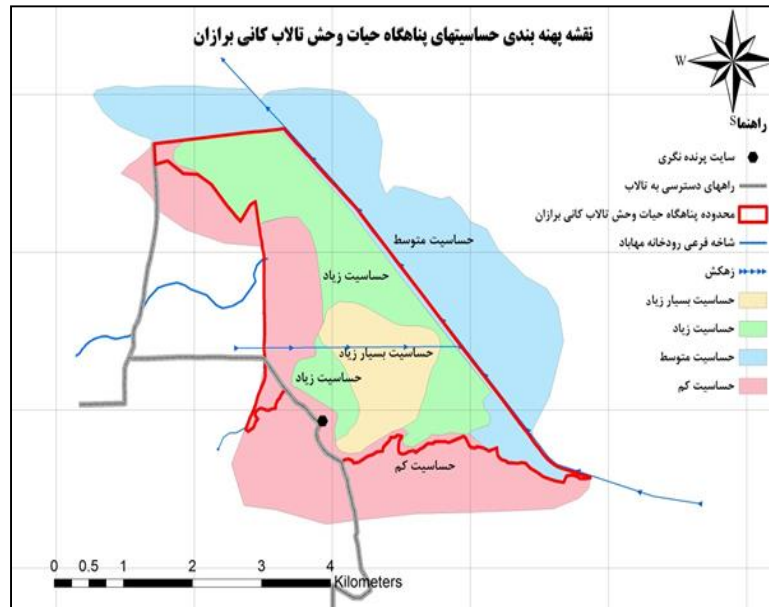 نقشه پهنه بندی حساسیتهای پناهگاه حیات وحش تالاب کانی برازان
W
S
راهنما
سایت پرنده نگری
راههای دسترسی به تالاب
محدوده پناهگاه حیات وحش تالاب کانی برازان
شاخه فرعی رودخانه مهاباد
زهکش
حساسیت بسیار زیاد
حساسیت زیاد
حساسیت متوسط
حساسیت کم
حساسیت متوسط
حساسیت زیاد
حساسیت بسیار زیاد
حساسیت زیاد
حساسیت کم
0 0.5 1 2 3 4
Kilometers